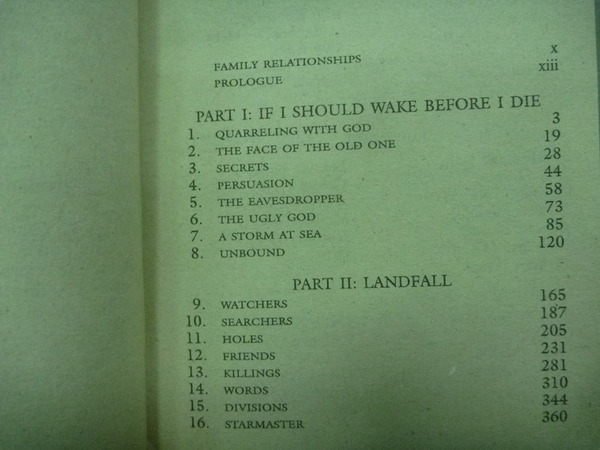 FAMILY RELATIONSHIPS x
PROLOGUE xiii
PART I: IF I SHOULD WAKE BEFORE I DIE
1. QUARRELING WITH GOD 3
2. THE FACE OF THE OLD ONE 19
3. SECRETS 28
4. PERSUASION 44
5. THE EAVESDROPPER 58
6. THE UGLY GOD 73
7. A STORM AT SEA 85
8. UNBOUND 120
PART II: LANDFALL
9. WATCHERS 165
10. SEARCHERS 187
11. HOLES 205
12. FRIENDS 231
13. KILLINGS 281
14. WORDS 310
15. DIVISIONS 344
16. STARMASTER 360